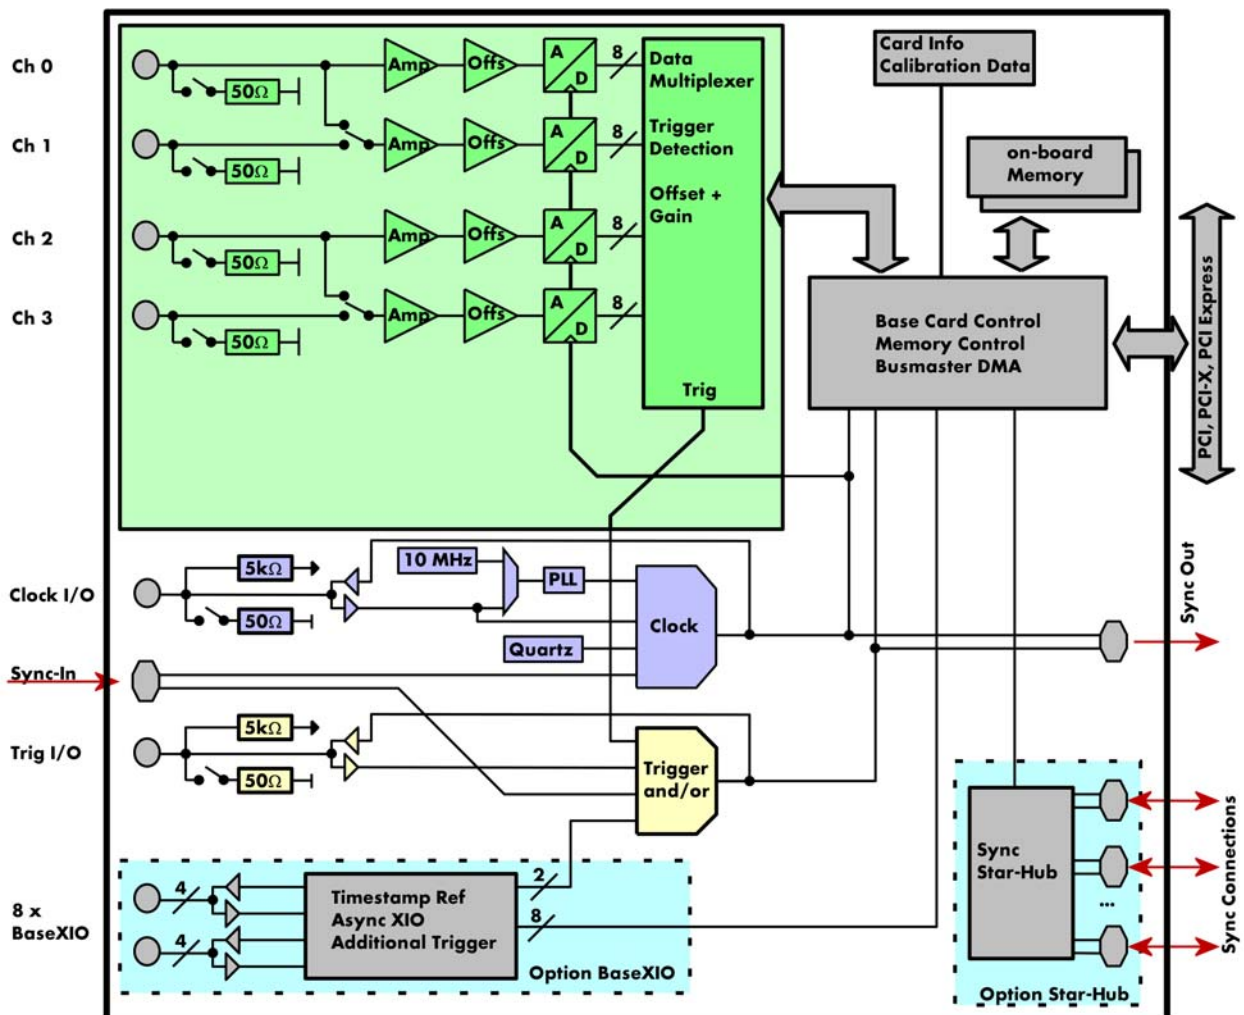 Ch 0
50Ω
Amp
Offs
A
D
8
Data
Multiplexer
Ch 1
50Ω
Amp
Offs
A
D
8
Trigger
Detection
Ch 2
50Ω
Amp
Offs
A
D
8
Offset +
Gain
Ch 3
50Ω
Amp
Offs
A
D
8
Trig
Card Info
Calibration Data
on-board
Memory
Base Card Control
Memory Control
Busmaster DMA
PCI, PCI-X, PCI Express
Clock I/O
5kΩ
50Ω
10 MHz
PLL
Quartz
Clock
Sync Out
Sync-In
Trig I/O
5kΩ
50Ω
Trigger
and/or
8 x
BaseXIO
4
4
Timestamp Ref
Async XIO
Additional Trigger
2
8
Option BaseXIO
Sync
Star-Hub
...
Option Star-Hub
Sync Connections